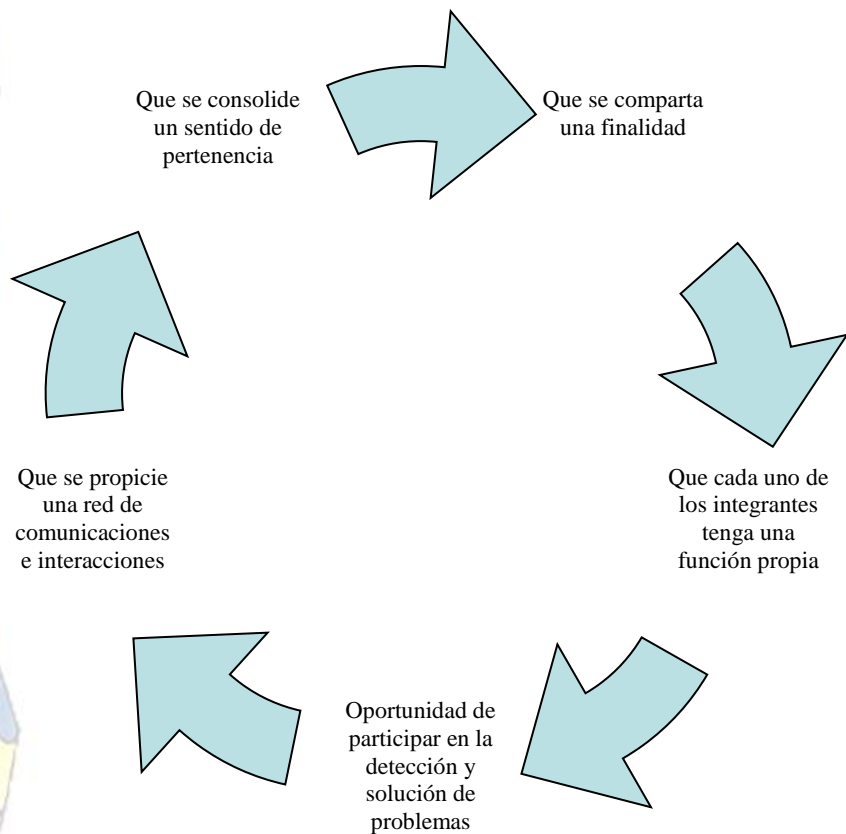 Que se consolide
un sentido de
pertenencia
Que se comparta
una finalidad
Que cada uno de
los integrantes
tenga una
función propia
Oportunidad de
participar en la
detección y
solución de
problemas
Que se propicie
una red de
comunicaciones
e interacciones